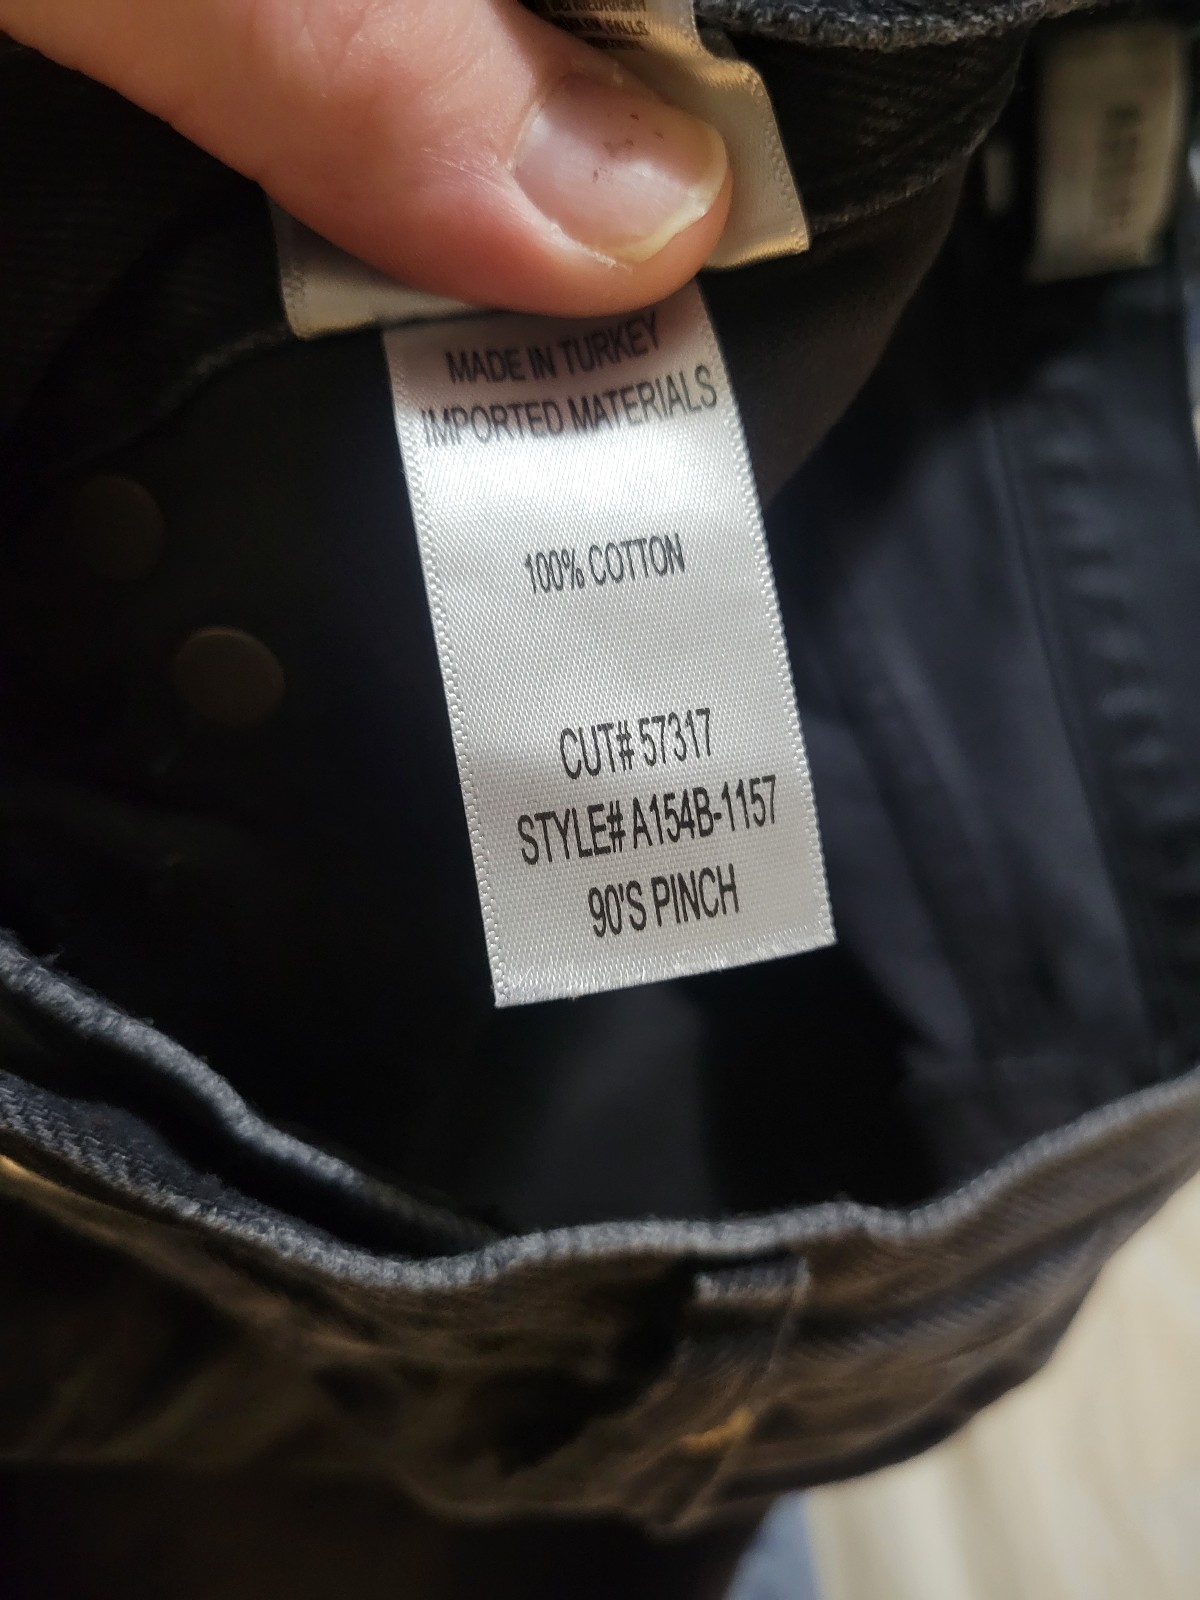 MADE IN TURKEY
IMPORTED MATERIALS
100% COTTON
CUT# 57317
STYLE# A154B-1157
90'S PINCH